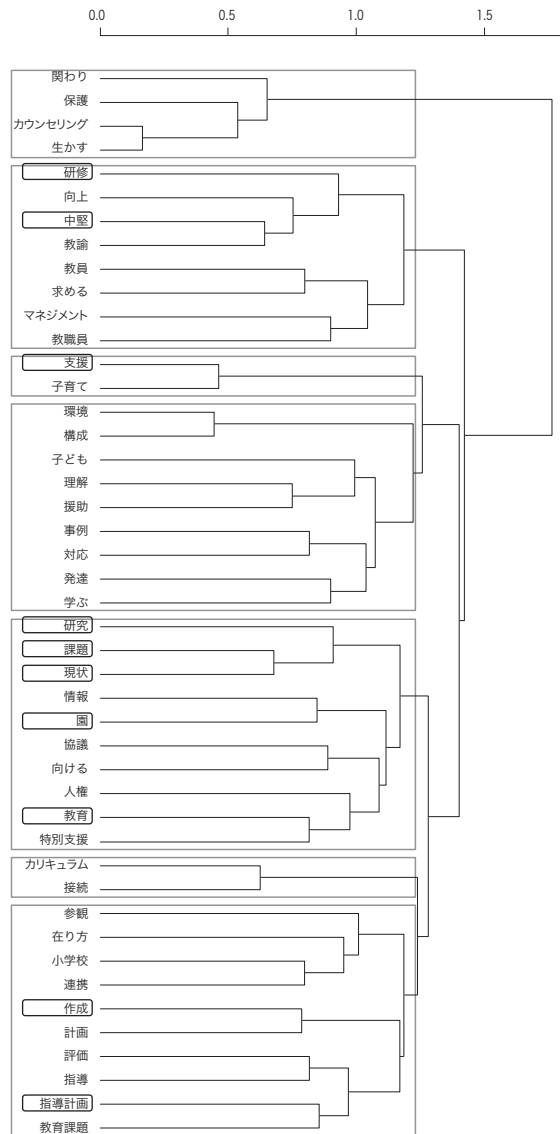 0.0 0.5 1.0 1.5
関わり
保護
カウンセリング
生かす
研修
向上
中堅
教諭
教員
求める
マネジメント
教職員
支援
子育て
環境
構成
子ども
理解
援助
事例
対応
発達
学ぶ
研究
課題
現状
情報
園
協議
向ける
人権
教育
特別支援
カリキュラム
接続
参観
在り方
小学校
連携
作成
計画
評価
指導
指導計画
教育課題